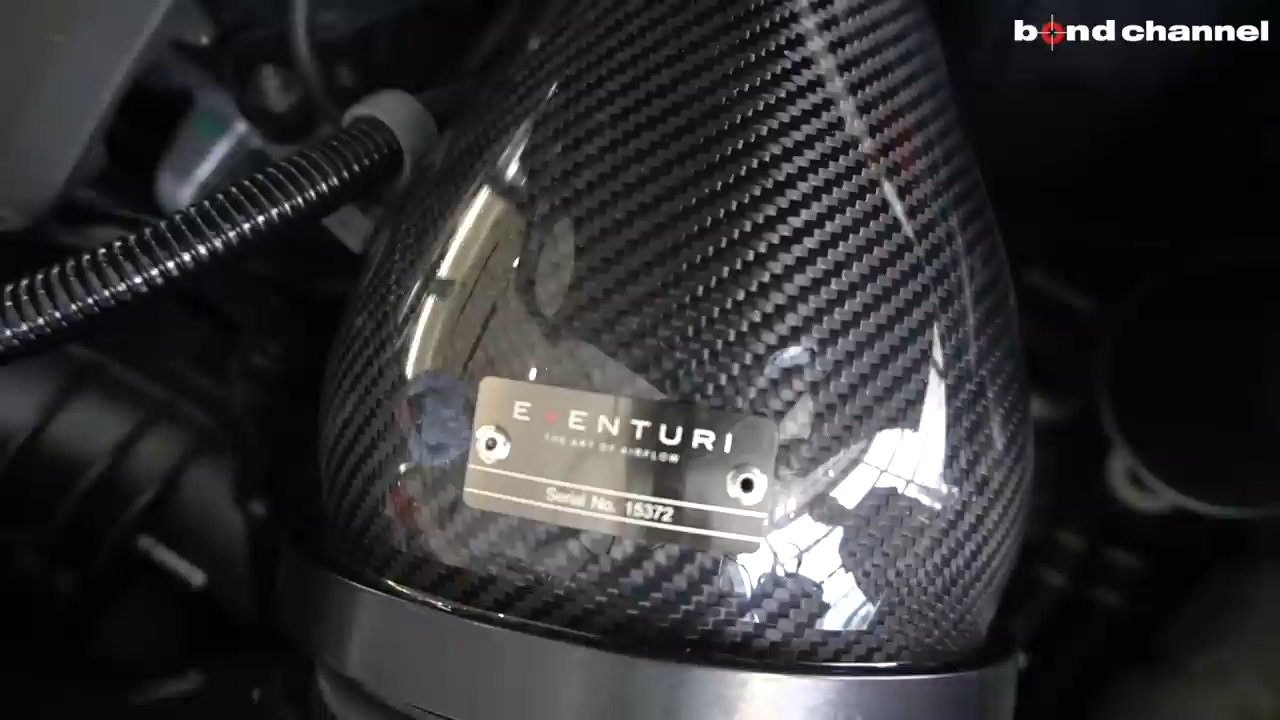 bond channel
EVENTURI
THE ART OF AIRFLOW
Serial No. 15372